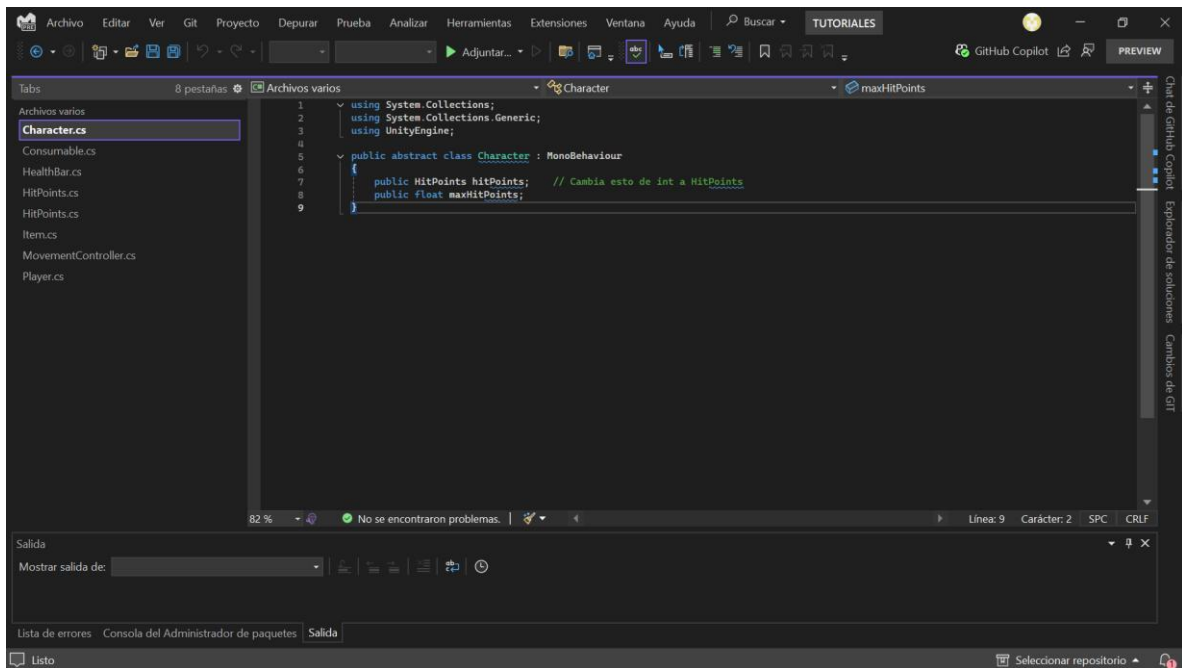 Archivo Editar Ver Git Proyecto Depurar Prueba Analizar Herramientas Extensiones Ventana Ayuda Buscar TUTORIALES
Adjuntar... abc GitHub Copilot PREVIEW
Tabs 8 pestañas
Archivos varios
Character.cs
Consumable.cs
HealthBar.cs
HitPoints.cs
HitPoints.cs
Item.cs
MovementController.cs
Player.cs
Archivos varios Character maxHitPoints
1 using System.Collections;
2 using System.Collections.Generic;
3 using UnityEngine;
4
5 public abstract class Character : MonoBehaviour
6 {
7 public HitPoints hitPoints; // Cambia esto de int a HitPoints
8 public float maxHitPoints;
9 }
Chat de GitHub Copilot
Explorador de soluciones
Cambios de GIT
82 % No se encontraron problemas. Línea: 9 Carácter: 2 SPC CRLF
Salida
Mostrar salida de:
Lista de errores Consola del Administrador de paquetes Salida
Listo Seleccionar repositorio 1